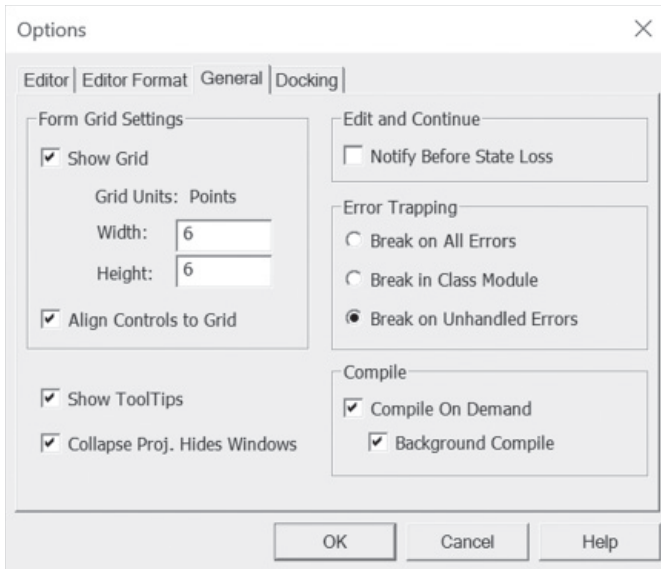 Options
Editor
Editor Format
General
Docking
Form Grid Settings
Show Grid
Grid Units: Points
Width: 6
Height: 6
Align Controls to Grid
Show ToolTips
Collapse Proj. Hides Windows
Edit and Continue
Notify Before State Loss
Error Trapping
Break on All Errors
Break in Class Module
Break on Unhandled Errors
Compile
Compile On Demand
Background Compile
OK
Cancel
Help